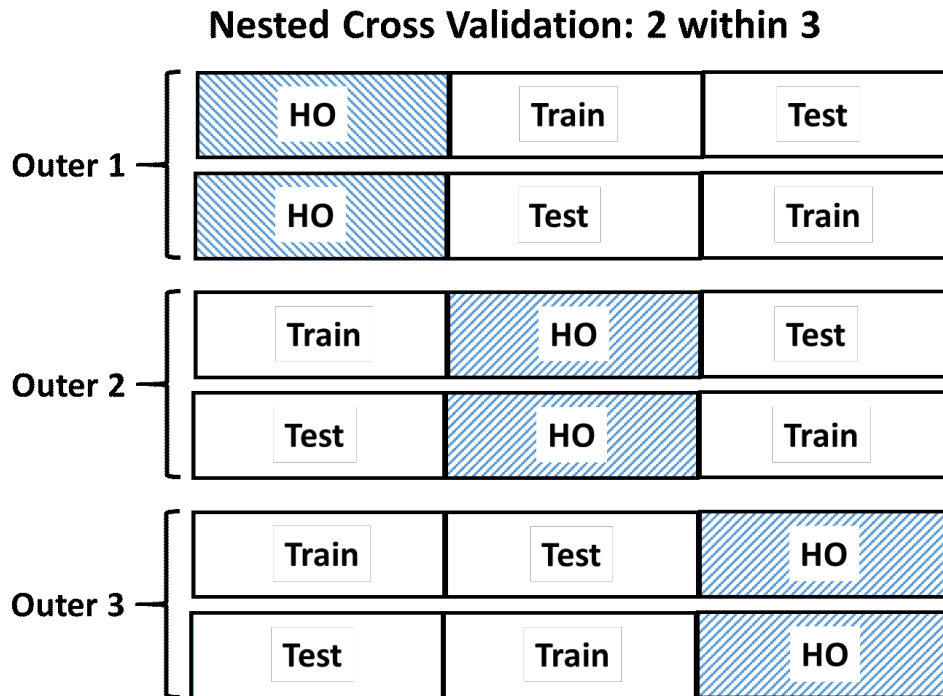 Nested Cross Validation: 2 within 3
Outer 1
HO Train Test
HO Test Train
Outer 2
Train HO Test
Test HO Train
Outer 3
Train Test HO
Test Train HO